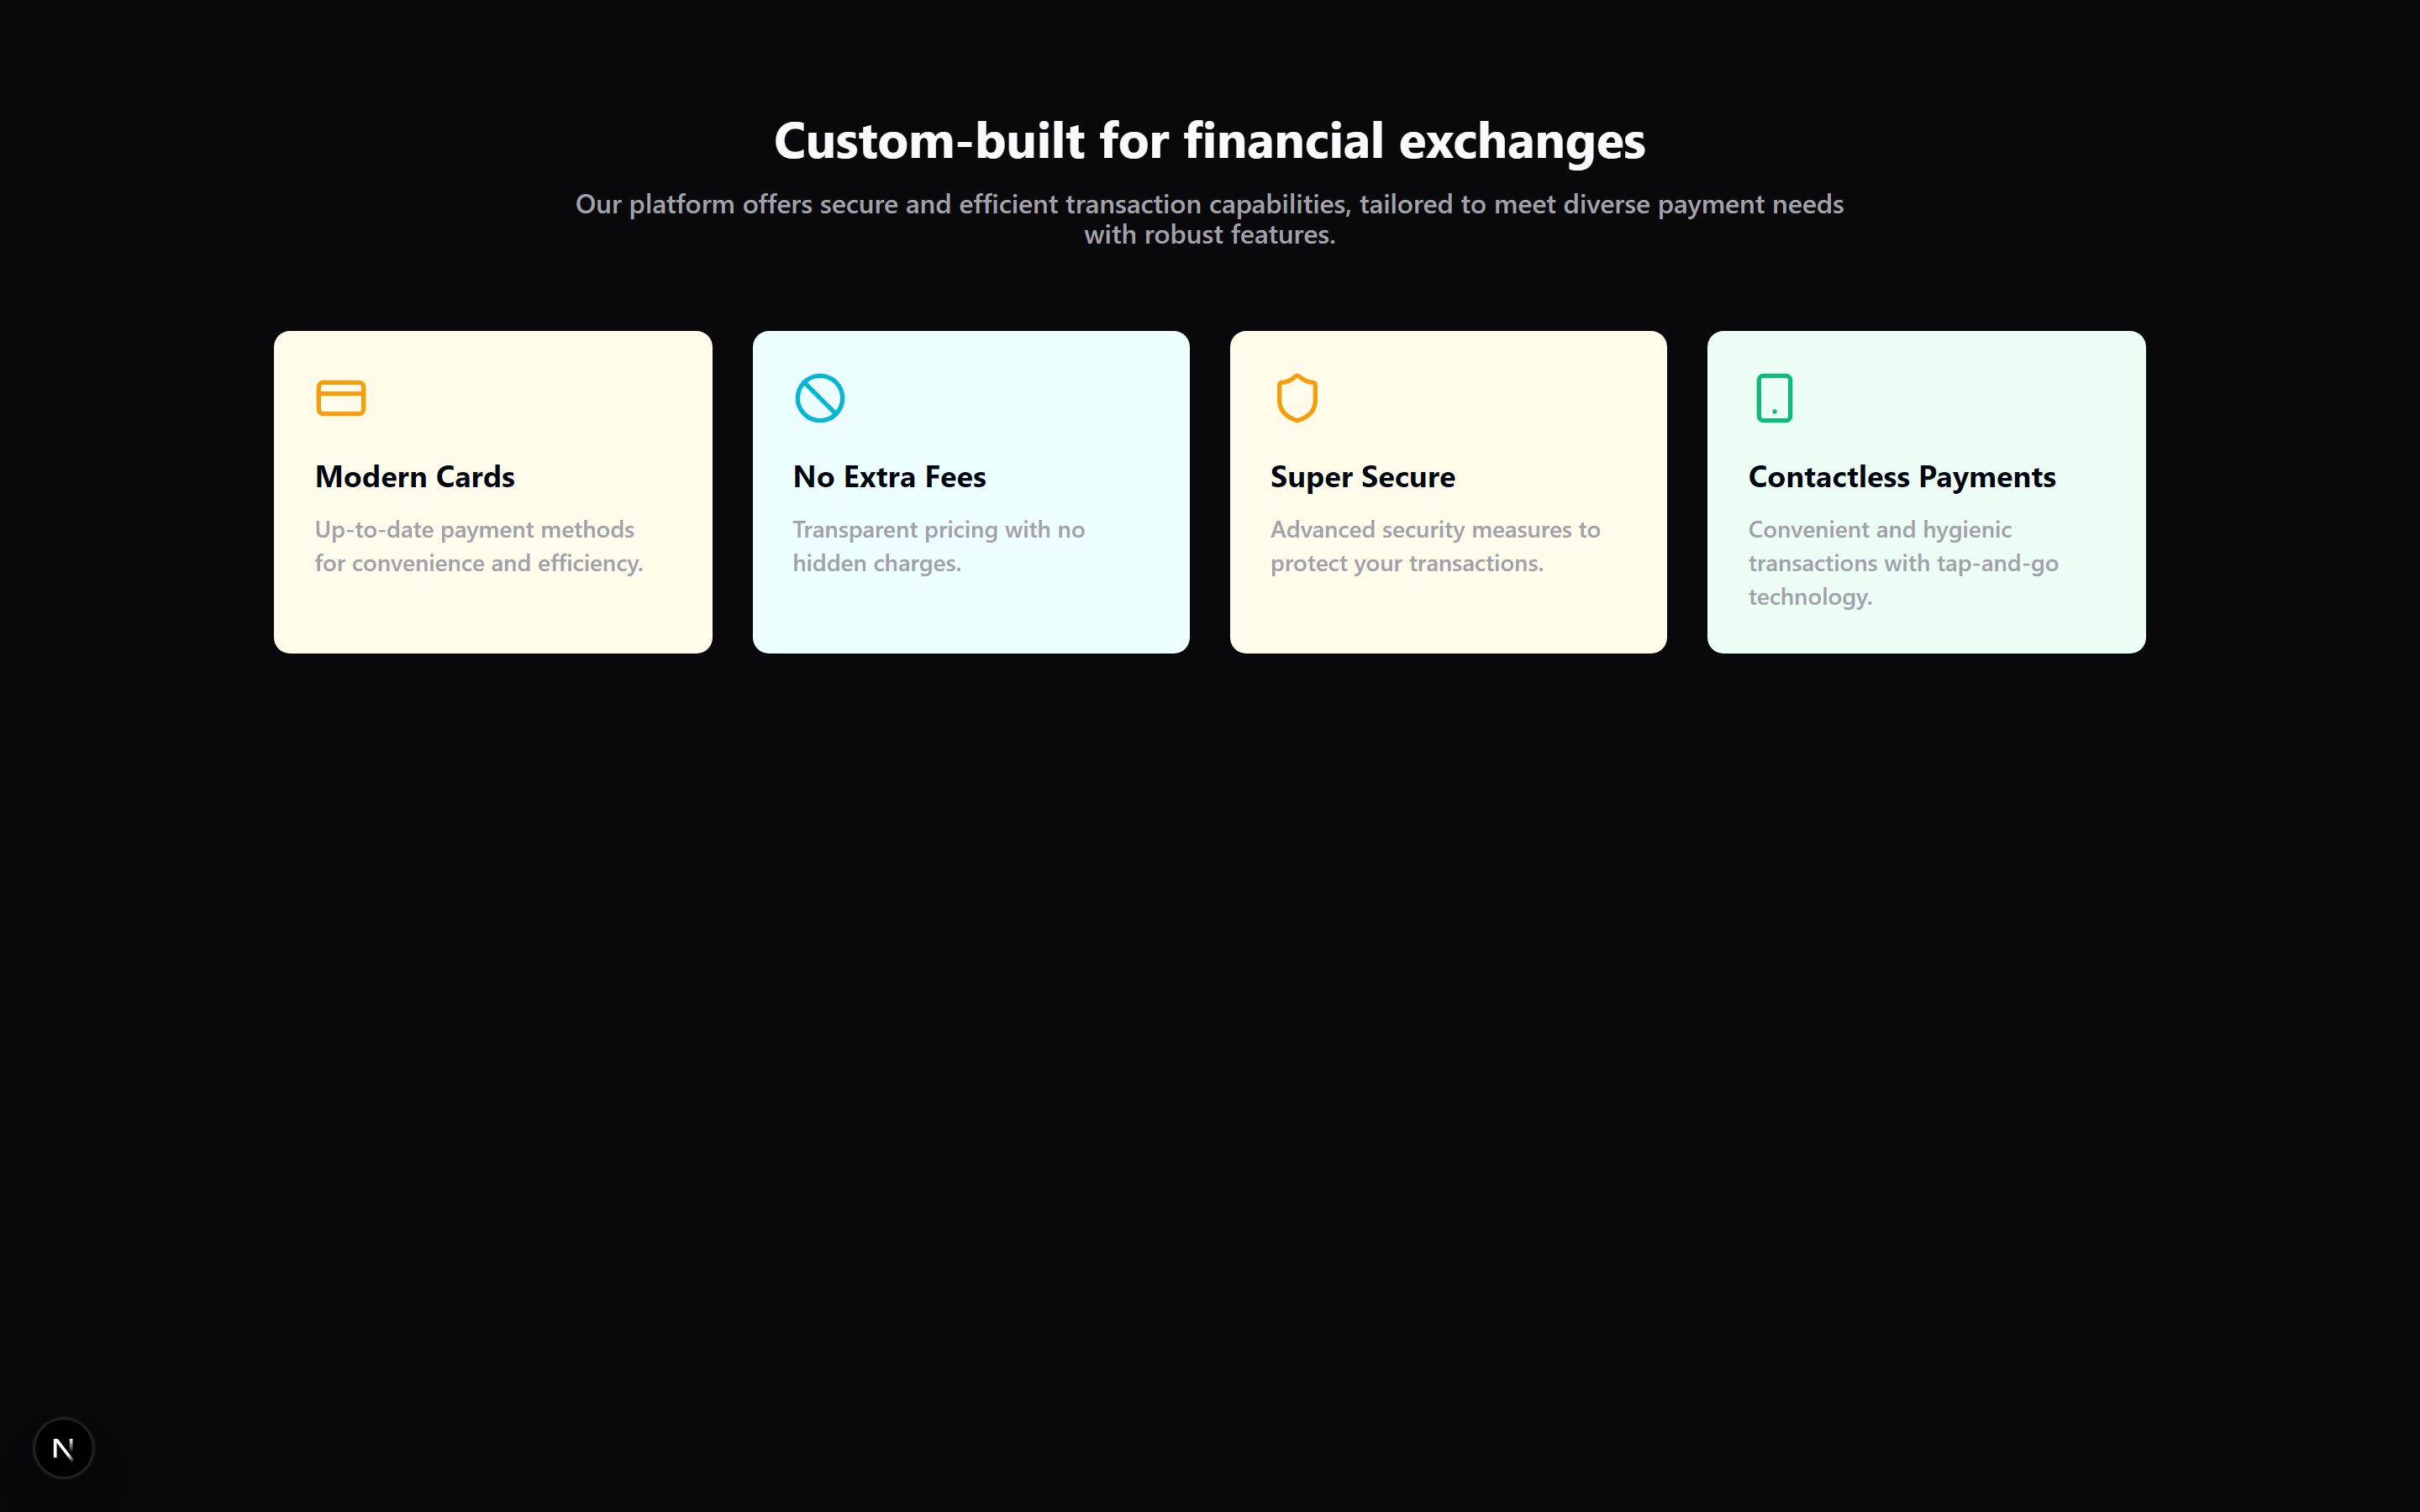 Custom-built for financial exchanges
Our platform offers secure and efficient transaction capabilities, tailored to meet diverse payment needs
with robust features.
Modern Cards
Up-to-date payment methods
for convenience and efficiency.
No Extra Fees
Transparent pricing with no
hidden charges.
Super Secure
Advanced security measures to
protect your transactions.
Contactless Payments
Convenient and hygienic
transactions with tap-and-go
technology.
N